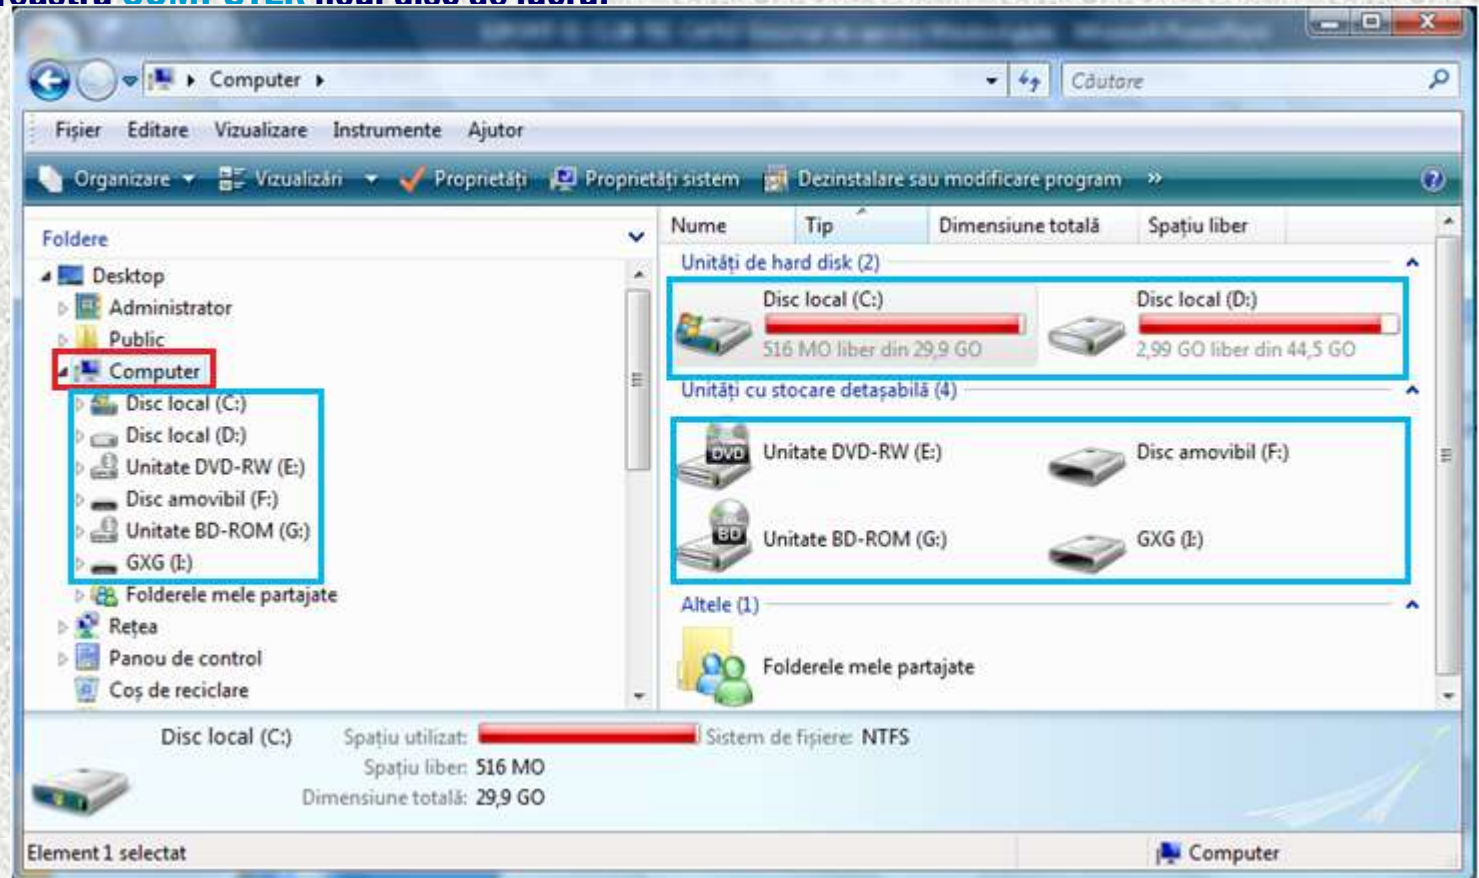 COMPUTER noul disc de lucru.
Computer
Căutare
Fișier Editare Vizualizare Instrumente Ajutor
Organizare Vizualizări Proprietăți Proprietăți sistem Dezinstalare sau modificare program »
Foldere
Desktop
Administrator
Public
Computer
Disc local (C:)
Disc local (D:)
Unitate DVD-RW (E:)
Disc amovibil (F:)
Unitate BD-ROM (G:)
GXG (I:)
Folderele mele partajate
Rețea
Panou de control
Coș de reciclare
Nume Tip Dimensiune totală Spațiu liber
Unități de hard disk (2)
Disc local (C:)
516 MO liber din 29,9 GO
Disc local (D:)
2,99 GO liber din 44,5 GO
Unități cu stocare detașabilă (4)
DVD Unitate DVD-RW (E:)
Disc amovibil (F:)
BD Unitate BD-ROM (G:)
GXG (I:)
Altele (1)
Folderele mele partajate
Disc local (C:) Spațiu utilizat: Sistem de fișiere: NTFS
Spațiu liber: 516 MO
Dimensiune totală: 29,9 GO
Element 1 selectat Computer